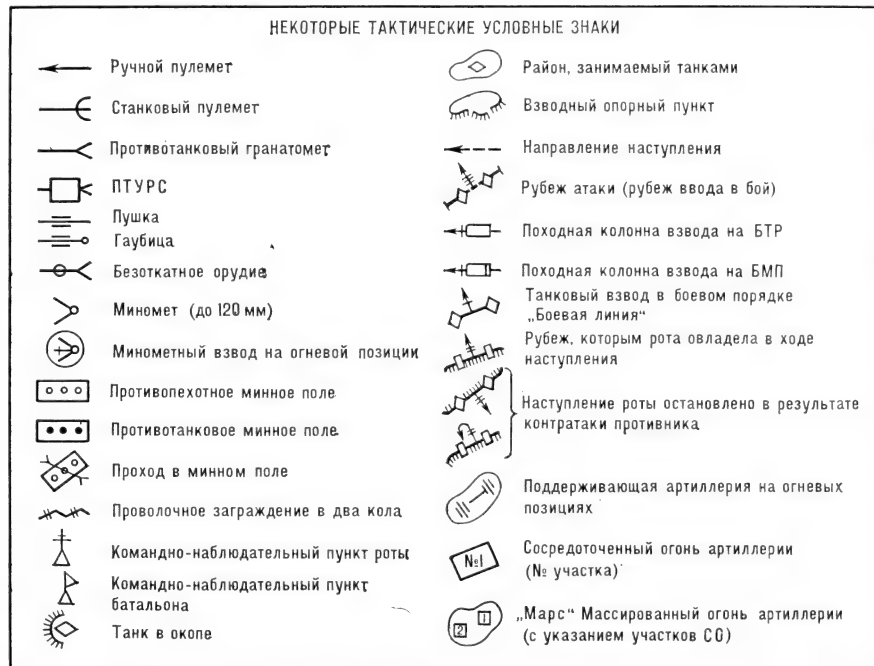 НЕКОТОРЫЕ ТАКТИЧЕСКИЕ УСЛОВНЫЕ ЗНАКИ
Ручной пулемет
Станковый пулемет
Противотанковый гранатомет
ПТУРС
Пушка
Гаубица
Безоткатное орудие
Миномет (до 120 мм)
Минометный взвод на огневой позиции
Противопехотное минное поле
Противотанковое минное поле
Проход в минном поле
Проволочное заграждение в два кола
Командно-наблюдательный пункт роты
Командно-наблюдательный пункт
батальона
Танк в окопе
Район, занимаемый танками
Взводный опорный пункт
Направление наступления
Рубеж атаки (рубеж ввода в бой)
Походная колонна взвода на БТР
Походная колонна взвода на БМП
Танковый взвод в боевом порядке
„Боевая линия“
Рубеж, которым рота овладела в ходе
наступления
Наступление роты остановлено в результате
контратаки противника
Поддерживающая артиллерия на огневых
позициях
№1
Сосредоточенный огонь артиллерии
(№ участка)
1
2
„Марс“ Массированный огонь артиллерии
(с указанием участков СО)